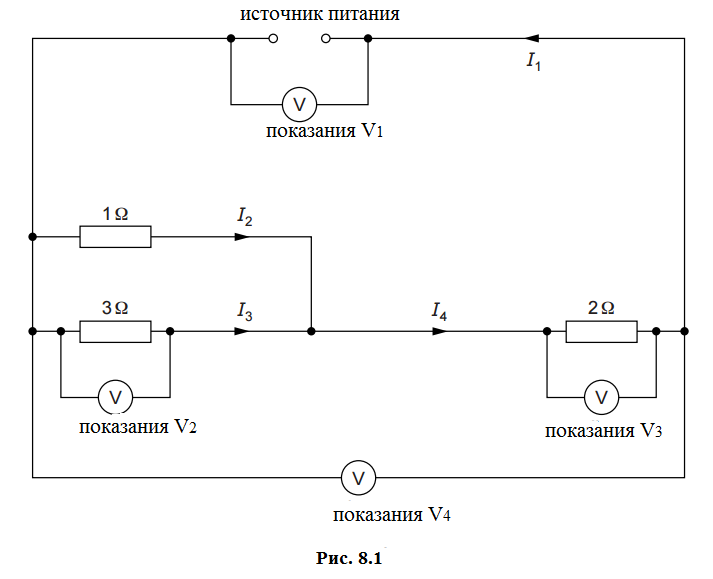 источник питания
I1
V
показания V1
1 Ω
I2
3 Ω
I3
I4
2 Ω
V
V
показания V2
показания V3
V
показания V4
Рис. 8.1